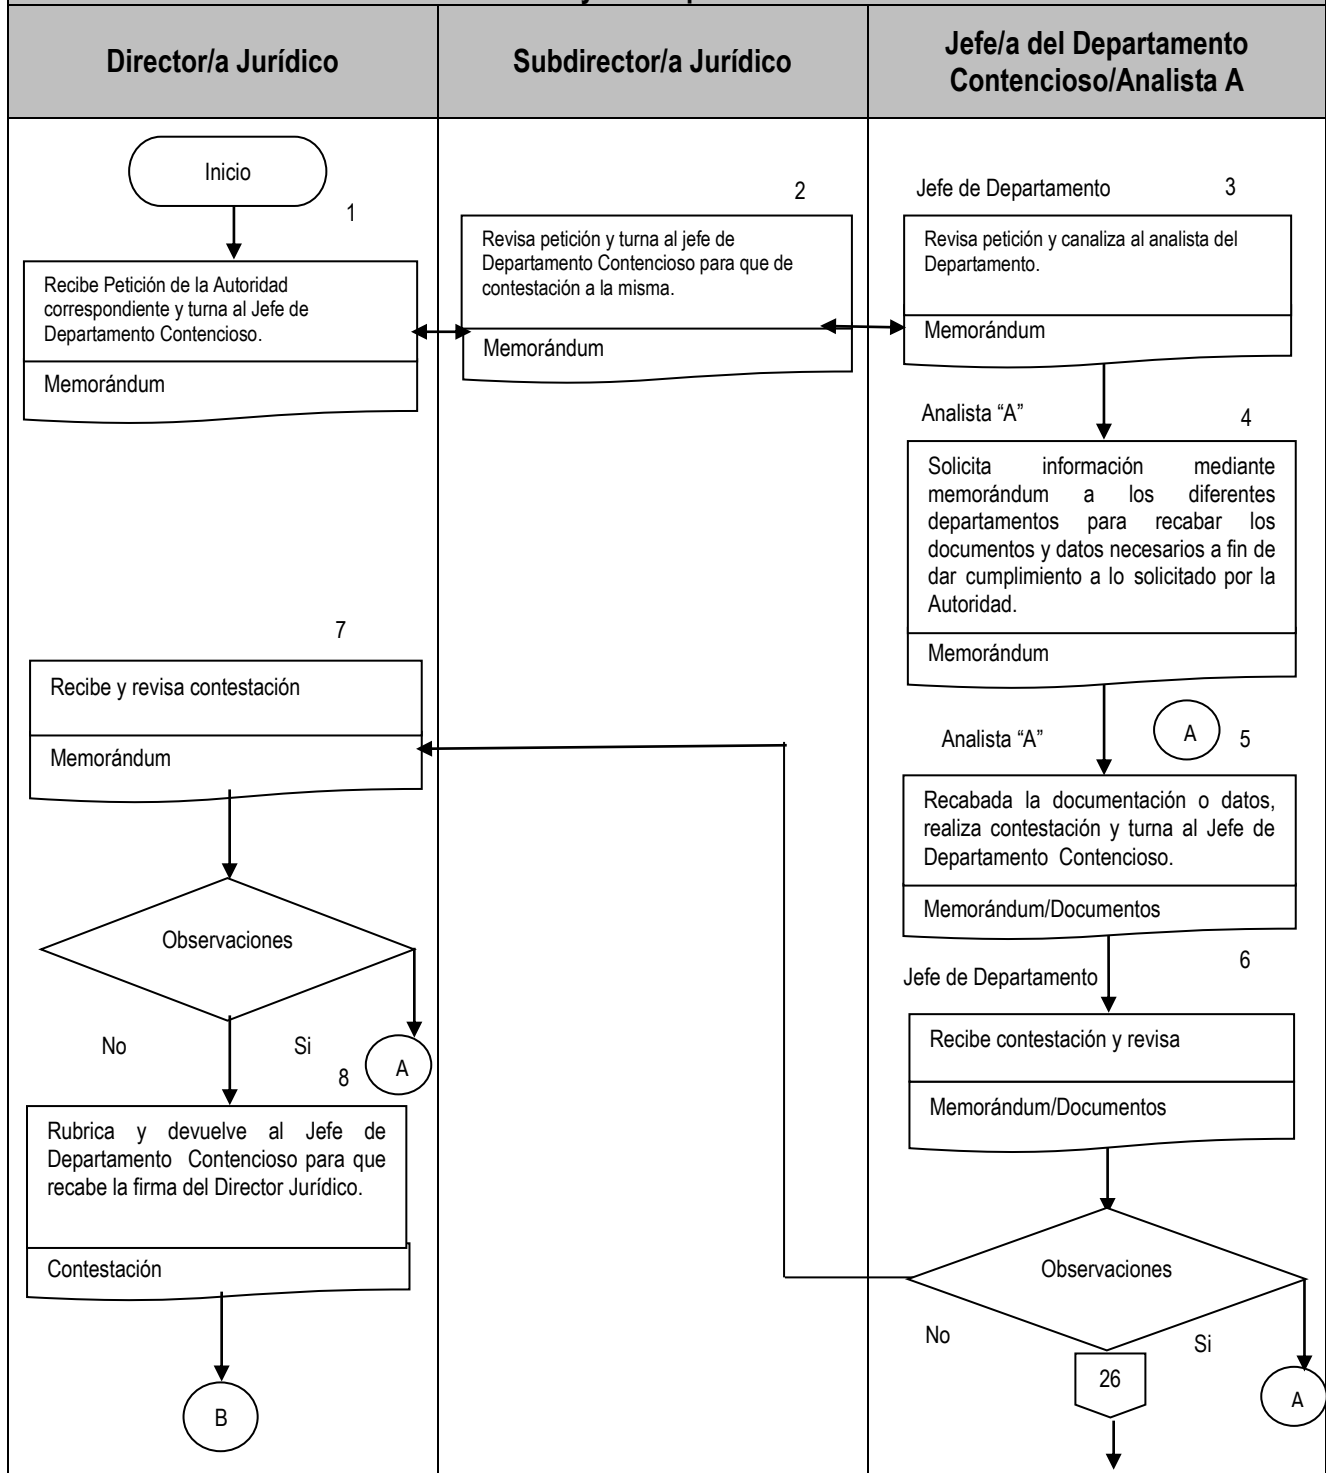 Director/a Jurídico
Subdirector/a Jurídico
Jefe/a del Departamento
Contencioso/Analista A
Inicio
1
Recibe Petición de la Autoridad
correspondiente y turna al Jefe de
Departamento Contencioso.
Memorándum
2
Revisa petición y turna al jefe de
Departamento Contencioso para que de
contestación a la misma.
Memorándum
Jefe de Departamento
3
Revisa petición y canaliza al analista del
Departamento.
Memorándum
Analista “A”
4
Solicita información mediante
memorándum a los diferentes
departamentos para recabar los
documentos y datos necesarios a fin de
dar cumplimiento a lo solicitado por la
Autoridad.
Memorándum
Analista “A”
A
5
Recabada la documentación o datos,
realiza contestación y turna al Jefe de
Departamento Contencioso.
Memorándum/Documentos
Jefe de Departamento
6
Recibe contestación y revisa
Memorándum/Documentos
Observaciones
No
Si
26
A
7
Recibe y revisa contestación
Memorándum
Observaciones
No
Si
A
8
Rubrica y devuelve al Jefe de
Departamento Contencioso para que
recabe la firma del Director Jurídico.
Contestación
B